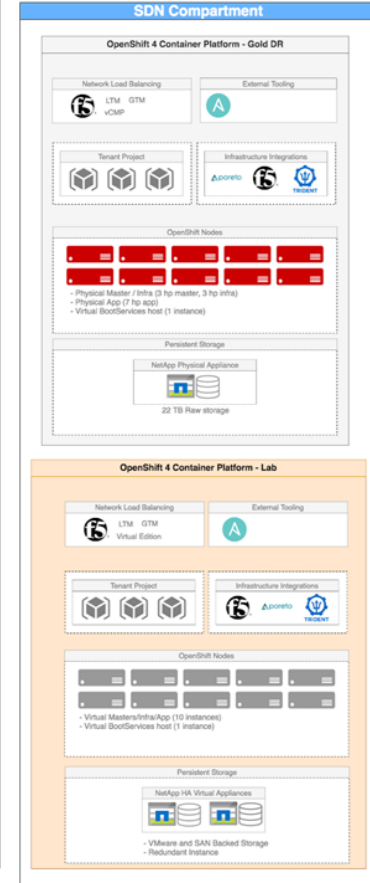 SDN Compartment
OpenShift 4 Container Platform - Gold DR
Network Load Balancing
External Tooling
f5
LTM GTM
vCMP
A
Tenant Project
Infrastructure Integrations
Aporeto
f5
TRIDENT
OpenShift Nodes
- Physical Master / Infra (3 hp master, 3 hp infra)
- Physical App (7 hp app)
- Virtual BootServices host (1 instance)
Persistent Storage
NetApp Physical Appliance
22 TB Raw storage
OpenShift 4 Container Platform - Lab
Network Load Balancing
External Tooling
f5
LTM GTM
Virtual Edition
A
Tenant Project
Infrastructure Integrations
f5
Aporeto
TRIDENT
OpenShift Nodes
- Virtual Masters/Infra/App (10 instances)
- Virtual BootServices host (1 instance)
Persistent Storage
NetApp HA Virtual Appliances
- VMware and SAN Backed Storage
- Redundant Instance